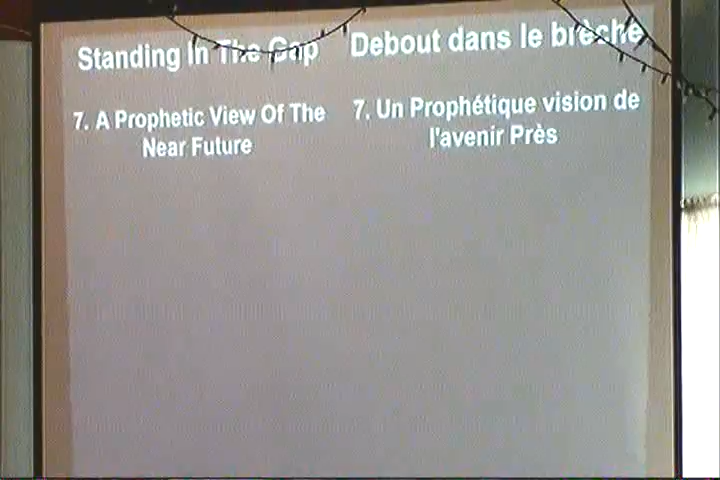 Standing In The Gap
7. A Prophetic View Of The
Near Future
Debout dans le brèche
7. Un Prophétique vision de
l'avenir Près